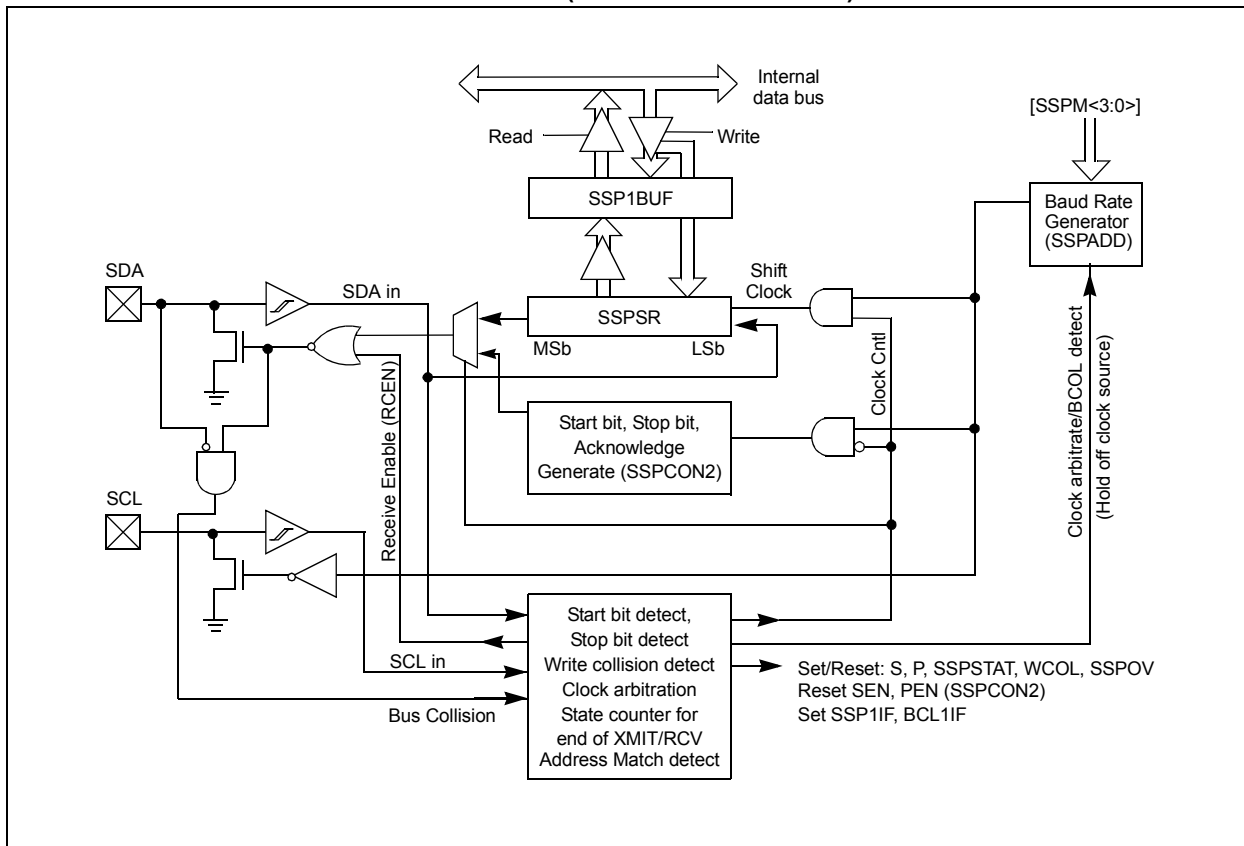 Internal
data bus
[SSPM<3:0>]
Read
Write
SSP1BUF
Baud Rate
Generator
(SSPADD)
SDA
SDA in
Shift
Clock
SSPSR
MSb
LSb
Clock Cntl
Receive Enable (RCEN)
Start bit, Stop bit,
Acknowledge
Generate (SSPCON2)
Clock arbitrate/BCOL detect
(Hold off clock source)
SCL
SCL in
Bus Collision
Start bit detect,
Stop bit detect
Write collision detect
Clock arbitration
State counter for
end of XMIT/RCV
Address Match detect
Set/Reset: S, P, SSPSTAT, WCOL, SSPOV
Reset SEN, PEN (SSPCON2)
Set SSP1IF, BCL1IF